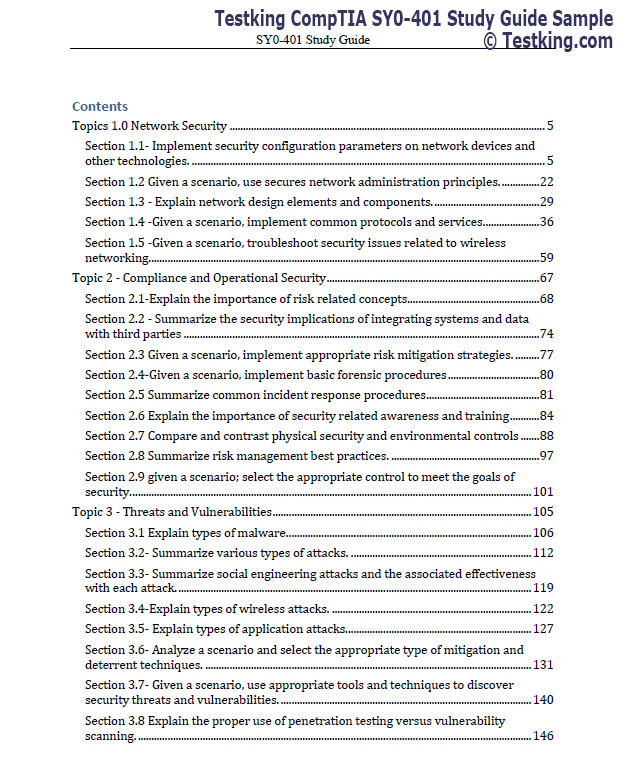 Testking CompTIA SY0-401 Study Guide Sample
SY0-401 Study Guide
© Testking.com
Contents
Topics 1.0 Network Security ..... 5
Section 1.1- Implement security configuration parameters on network devices and
other technologies. ..... 5
Section 1.2 Given a scenario, use secures network administration principles. ..... 22
Section 1.3 - Explain network design elements and components. ..... 29
Section 1.4 -Given a scenario, implement common protocols and services ..... 36
Section 1.5 -Given a scenario, troubleshoot security issues related to wireless
networking ..... 59
Topic 2 - Compliance and Operational Security ..... 67
Section 2.1-Explain the importance of risk related concepts ..... 68
Section 2.2 - Summarize the security implications of integrating systems and data
with third parties ..... 74
Section 2.3 Given a scenario, implement appropriate risk mitigation strategies. ..... 77
Section 2.4-Given a scenario, implement basic forensic procedures ..... 80
Section 2.5 Summarize common incident response procedures ..... 81
Section 2.6 Explain the importance of security related awareness and training ..... 84
Section 2.7 Compare and contrast physical security and environmental controls ..... 88
Section 2.8 Summarize risk management best practices. ..... 97
Section 2.9 given a scenario; select the appropriate control to meet the goals of
security ..... 101
Topic 3 - Threats and Vulnerabilities ..... 105
Section 3.1 Explain types of malware ..... 106
Section 3.2- Summarize various types of attacks. ..... 112
Section 3.3- Summarize social engineering attacks and the associated effectiveness
with each attack. ..... 119
Section 3.4-Explain types of wireless attacks. ..... 122
Section 3.5- Explain types of application attacks ..... 127
Section 3.6- Analyze a scenario and select the appropriate type of mitigation and
deterrent techniques. ..... 131
Section 3.7- Given a scenario, use appropriate tools and techniques to discover
security threats and vulnerabilities. ..... 140
Section 3.8 Explain the proper use of penetration testing versus vulnerability
scanning. ..... 146